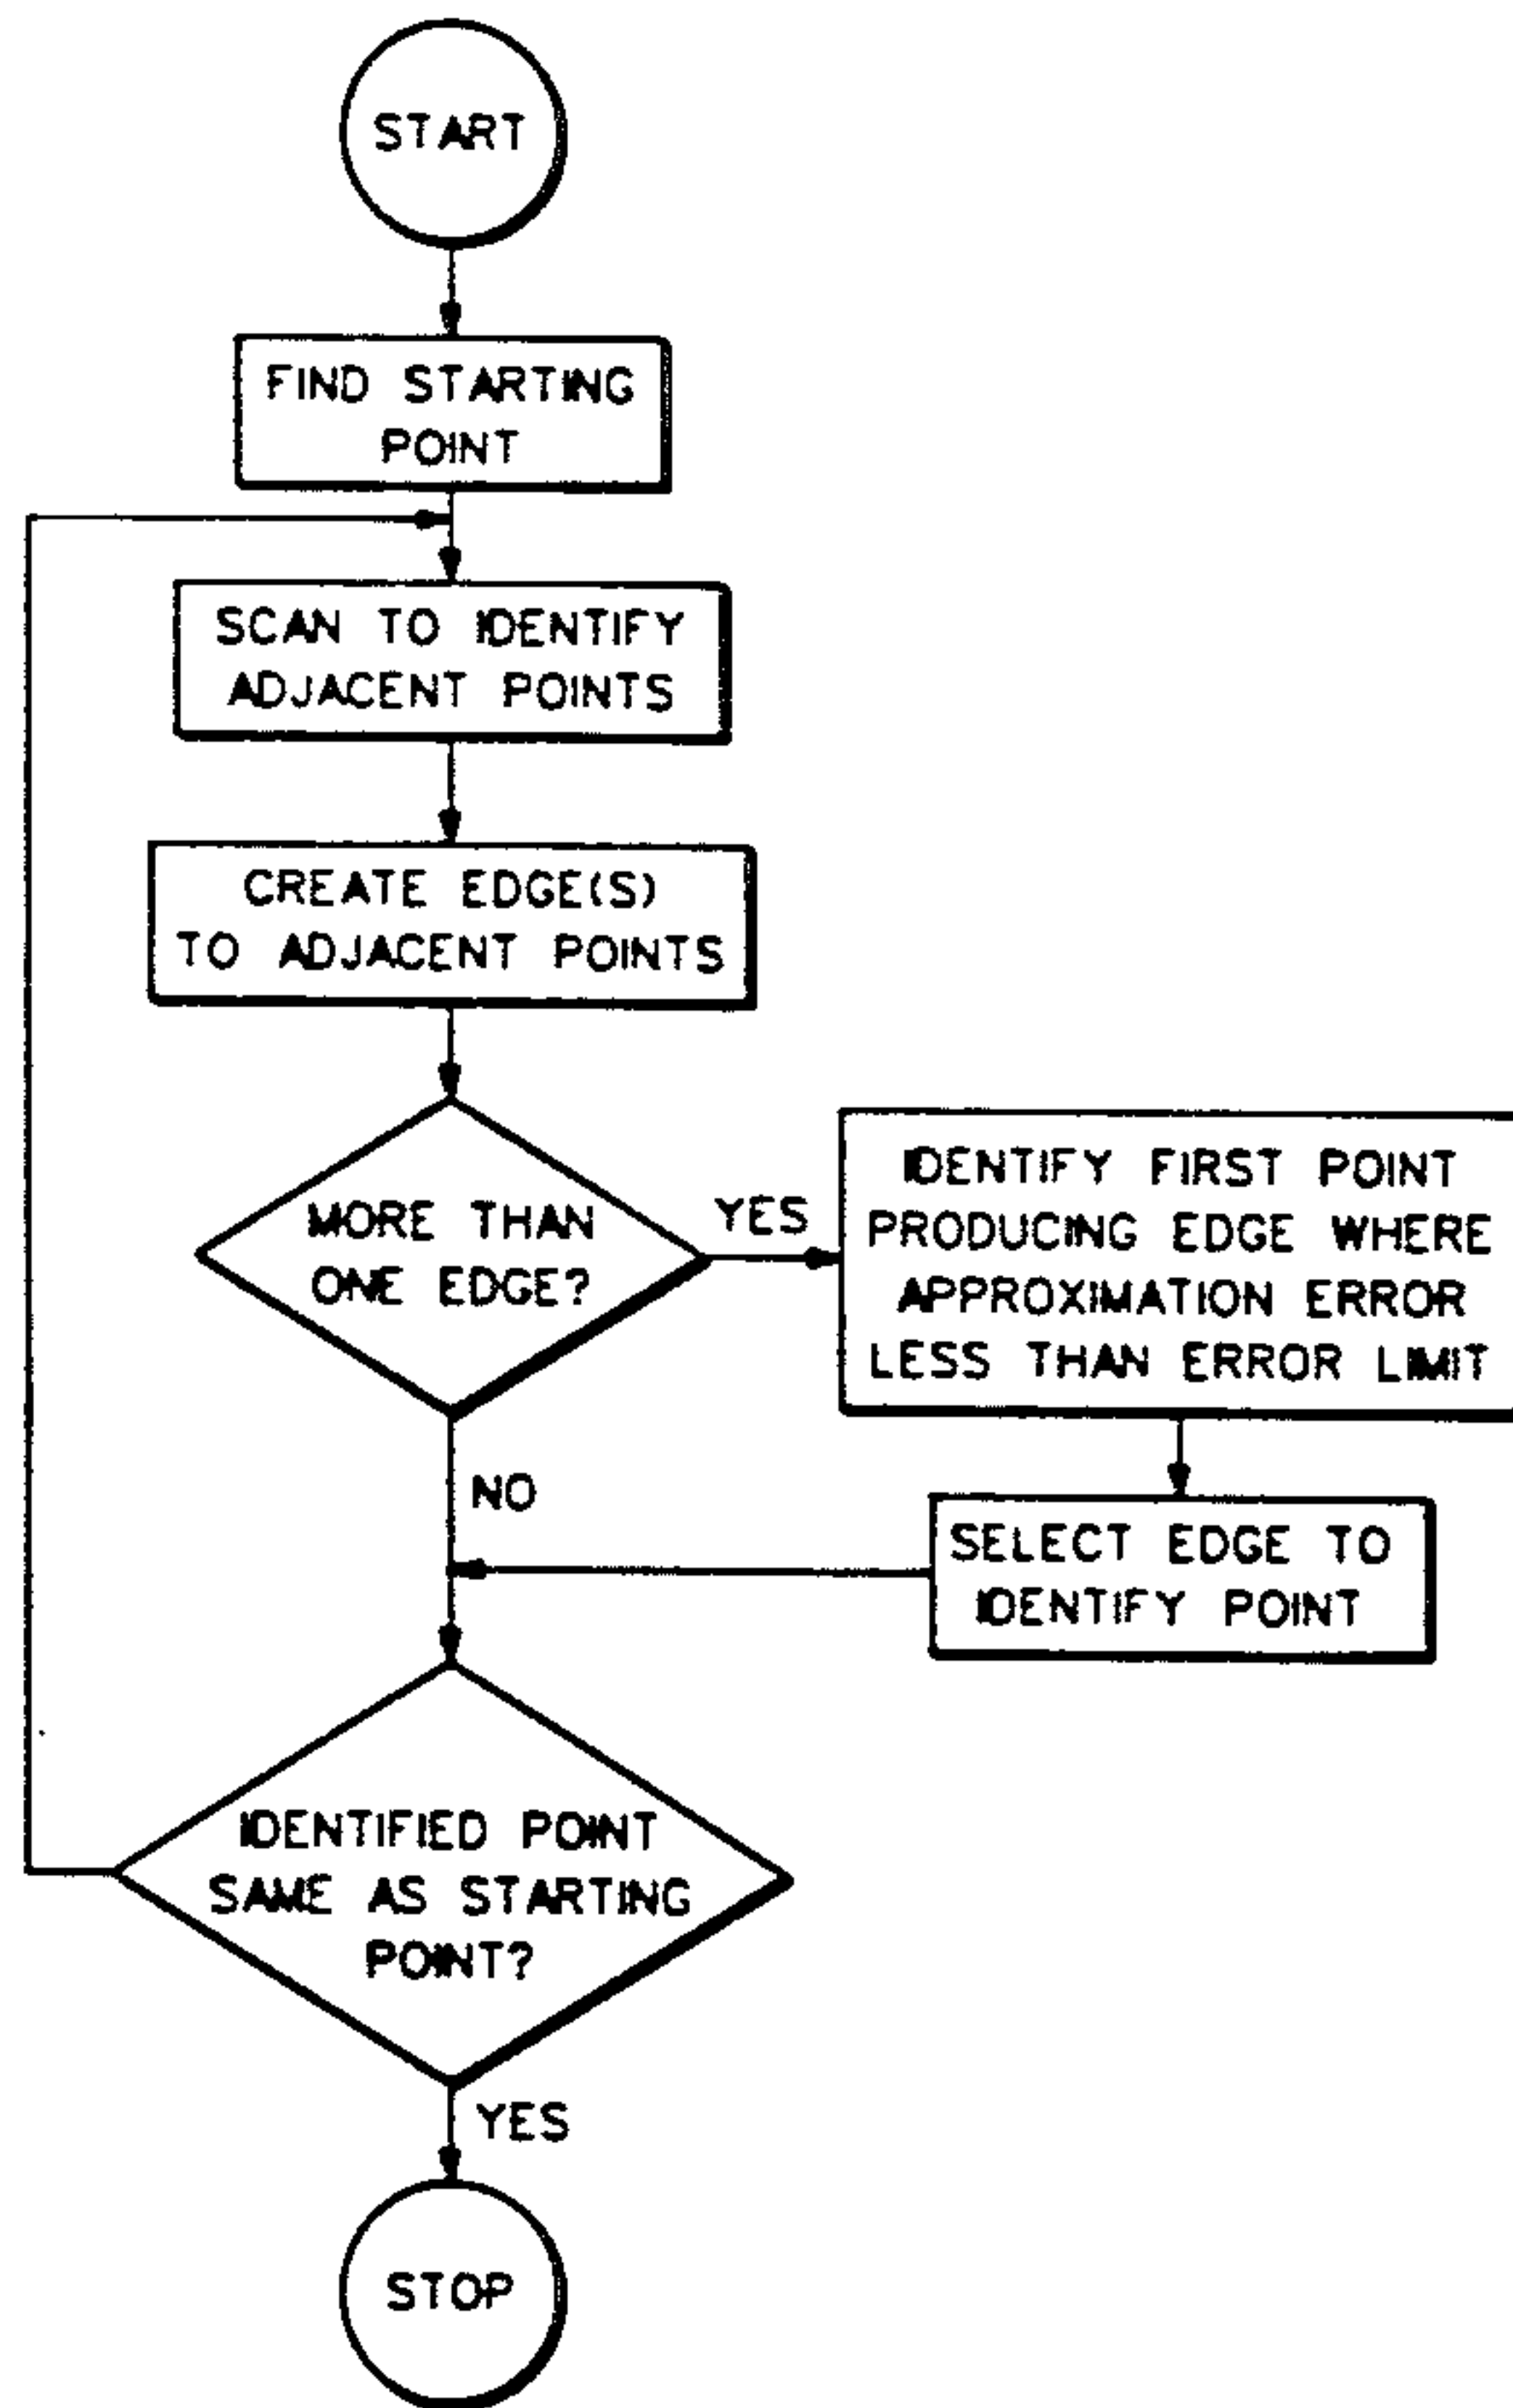 START
FIND STARTING
POINT
SCAN TO IDENTIFY
ADJACENT POINTS
CREATE EDGE(S)
TO ADJACENT POINTS
MORE THAN
ONE EDGE?
YES
IDENTIFY FIRST POINT
PRODUCING EDGE WHERE
APPROXIMATION ERROR
LESS THAN ERROR LIMIT
NO
SELECT EDGE TO
IDENTIFY POINT
IDENTIFIED POINT
SAME AS STARTING
POINT?
YES
STOP